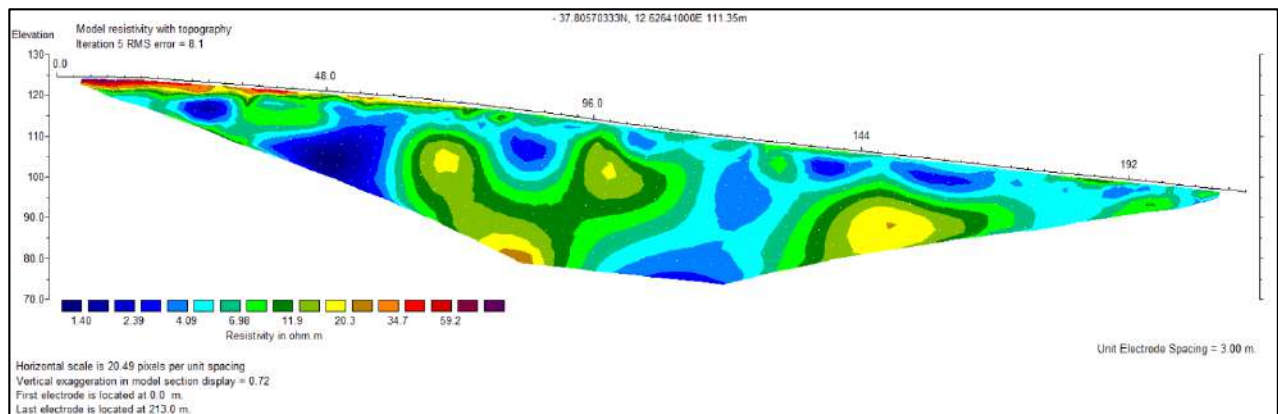 - 37.80570333N, 12.62641000E 111.35m
Model resistivity with topography
Elevation
Iteration 5 RMS error = 8.1
130
0.0
48.0
120
96.0
110
144
100
192
90.0
80.0
70.0
1.40 2.39 4.09 6.98 11.9 20.3 34.7 59.2
Resistivity in ohm.m
Unit Electrode Spacing = 3.00 m.
Horizontal scale is 20.49 pixels per unit spacing
Vertical exaggeration in model section display = 0.72
First electrode is located at 0.0 m.
Last electrode is located at 213.0 m.